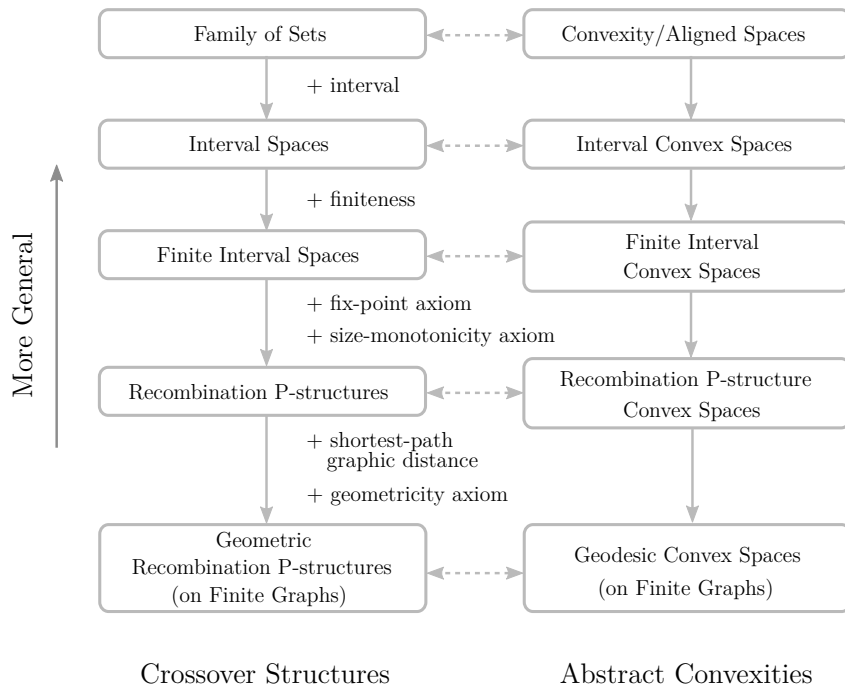 Family of Sets
Convexity/Aligned Spaces
+ interval
Interval Spaces
Interval Convex Spaces
+ finiteness
Finite Interval Spaces
Finite Interval
Convex Spaces
+ fix-point axiom
+ size-monotonicity axiom
Recombination P-structures
Recombination P-structure
Convex Spaces
+ shortest-path
graphic distance
+ geometricity axiom
Geometric
Recombination P-structures
(on Finite Graphs)
Geodesic Convex Spaces
(on Finite Graphs)
More General
Crossover Structures
Abstract Convexities